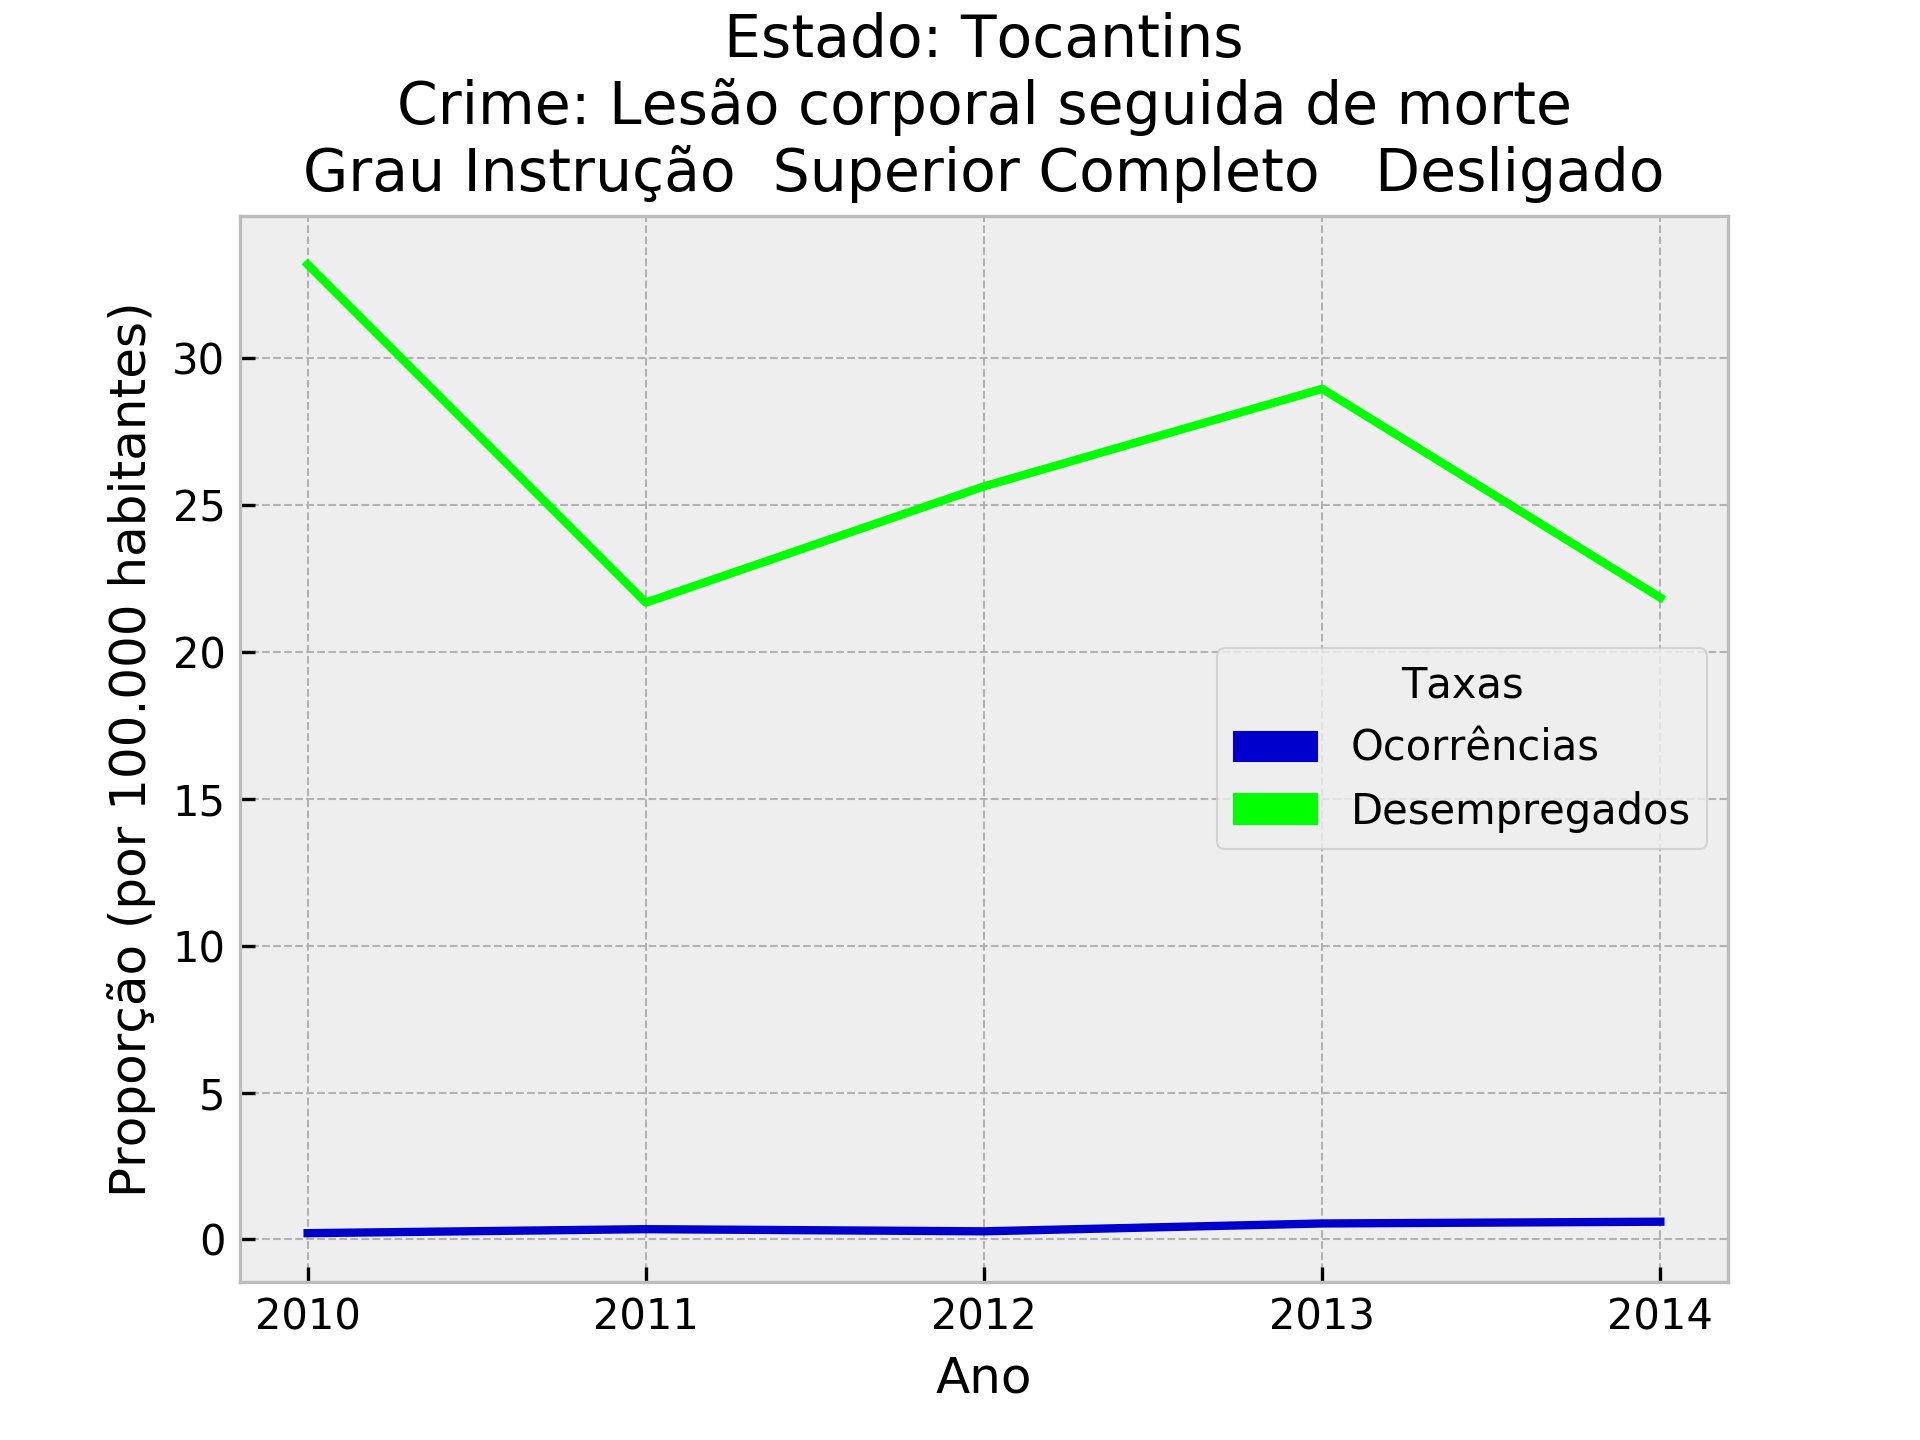 Estado: Tocantins
Crime: Lesão corporal seguida de morte
Grau Instrução  Superior Completo   Desligado
Proporção (por 100.000 habitantes)
30
25
20
15
10
5
0
Taxas
Ocorrências
Desempregados
2010 2011 2012 2013 2014
Ano